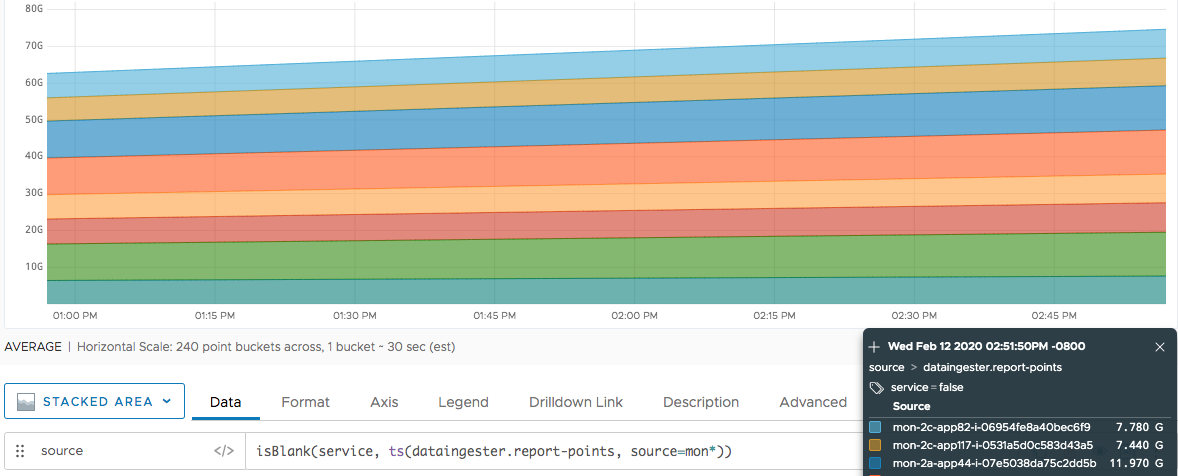 80G
70G
60G
50G
40G
30G
20G
10G
01:00 PM 01:15 PM 01:30 PM 01:45 PM 02:00 PM 02:15 PM 02:30 PM 02:45 PM
AVERAGE | Horizontal Scale: 240 point buckets across, 1 bucket ~ 30 sec (est)
STACKED AREA Data Format Axis Legend Drilldown Link Description Advanced
source </> isBlank(service, ts(dataingester.report-points, source=mon*))
Wed Feb 12 2020 02:51:50PM -0800
source > dataingester.report-points
service = false
Source
mon-2c-app82-i-06954fe8a40bec6f9 7.780 G
mon-2c-app117-i-0531a5d0c583d43a5 7.440 G
mon-2a-app44-i-07e5038da75c2dd5b 11.970 G